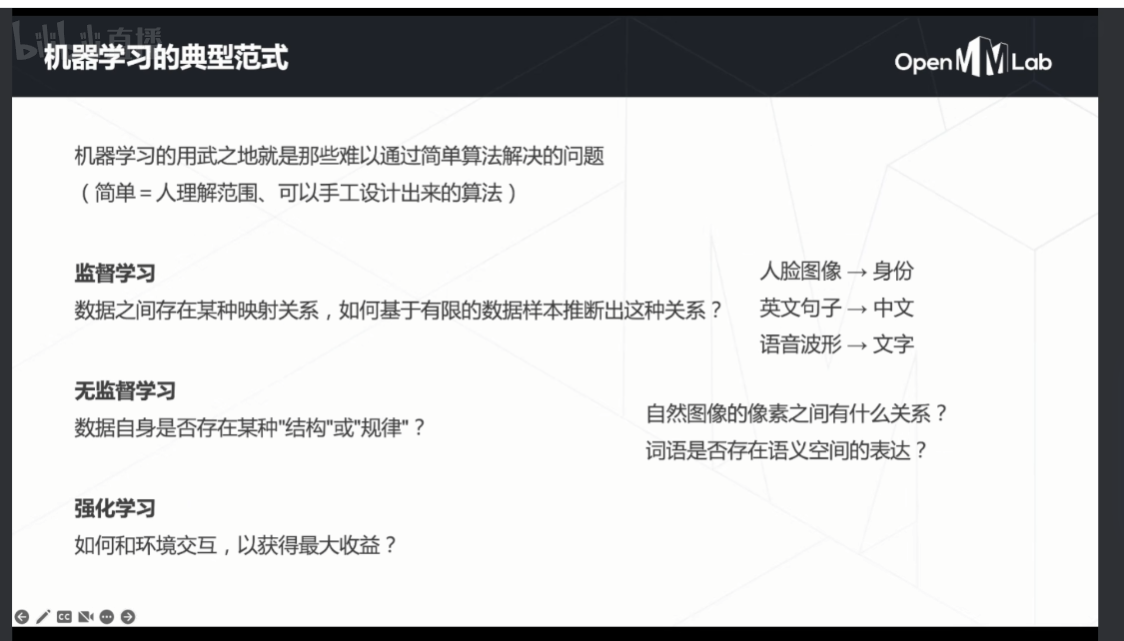 机器学习的典型范式
OpenMMLab
机器学习的用武之地就是那些难以通过简单算法解决的问题
（简单＝人理解范围、可以手工设计出来的算法）
监督学习
数据之间存在某种映射关系，如何基于有限的数据样本推断出这种关系？
人脸图像 → 身份
英文句子 → 中文
语音波形 → 文字
无监督学习
数据自身是否存在某种"结构"或"规律"？
自然图像的像素之间有什么关系？
词语是否存在语义空间的表达？
强化学习
如何和环境交互，以获得最大收益？
CC